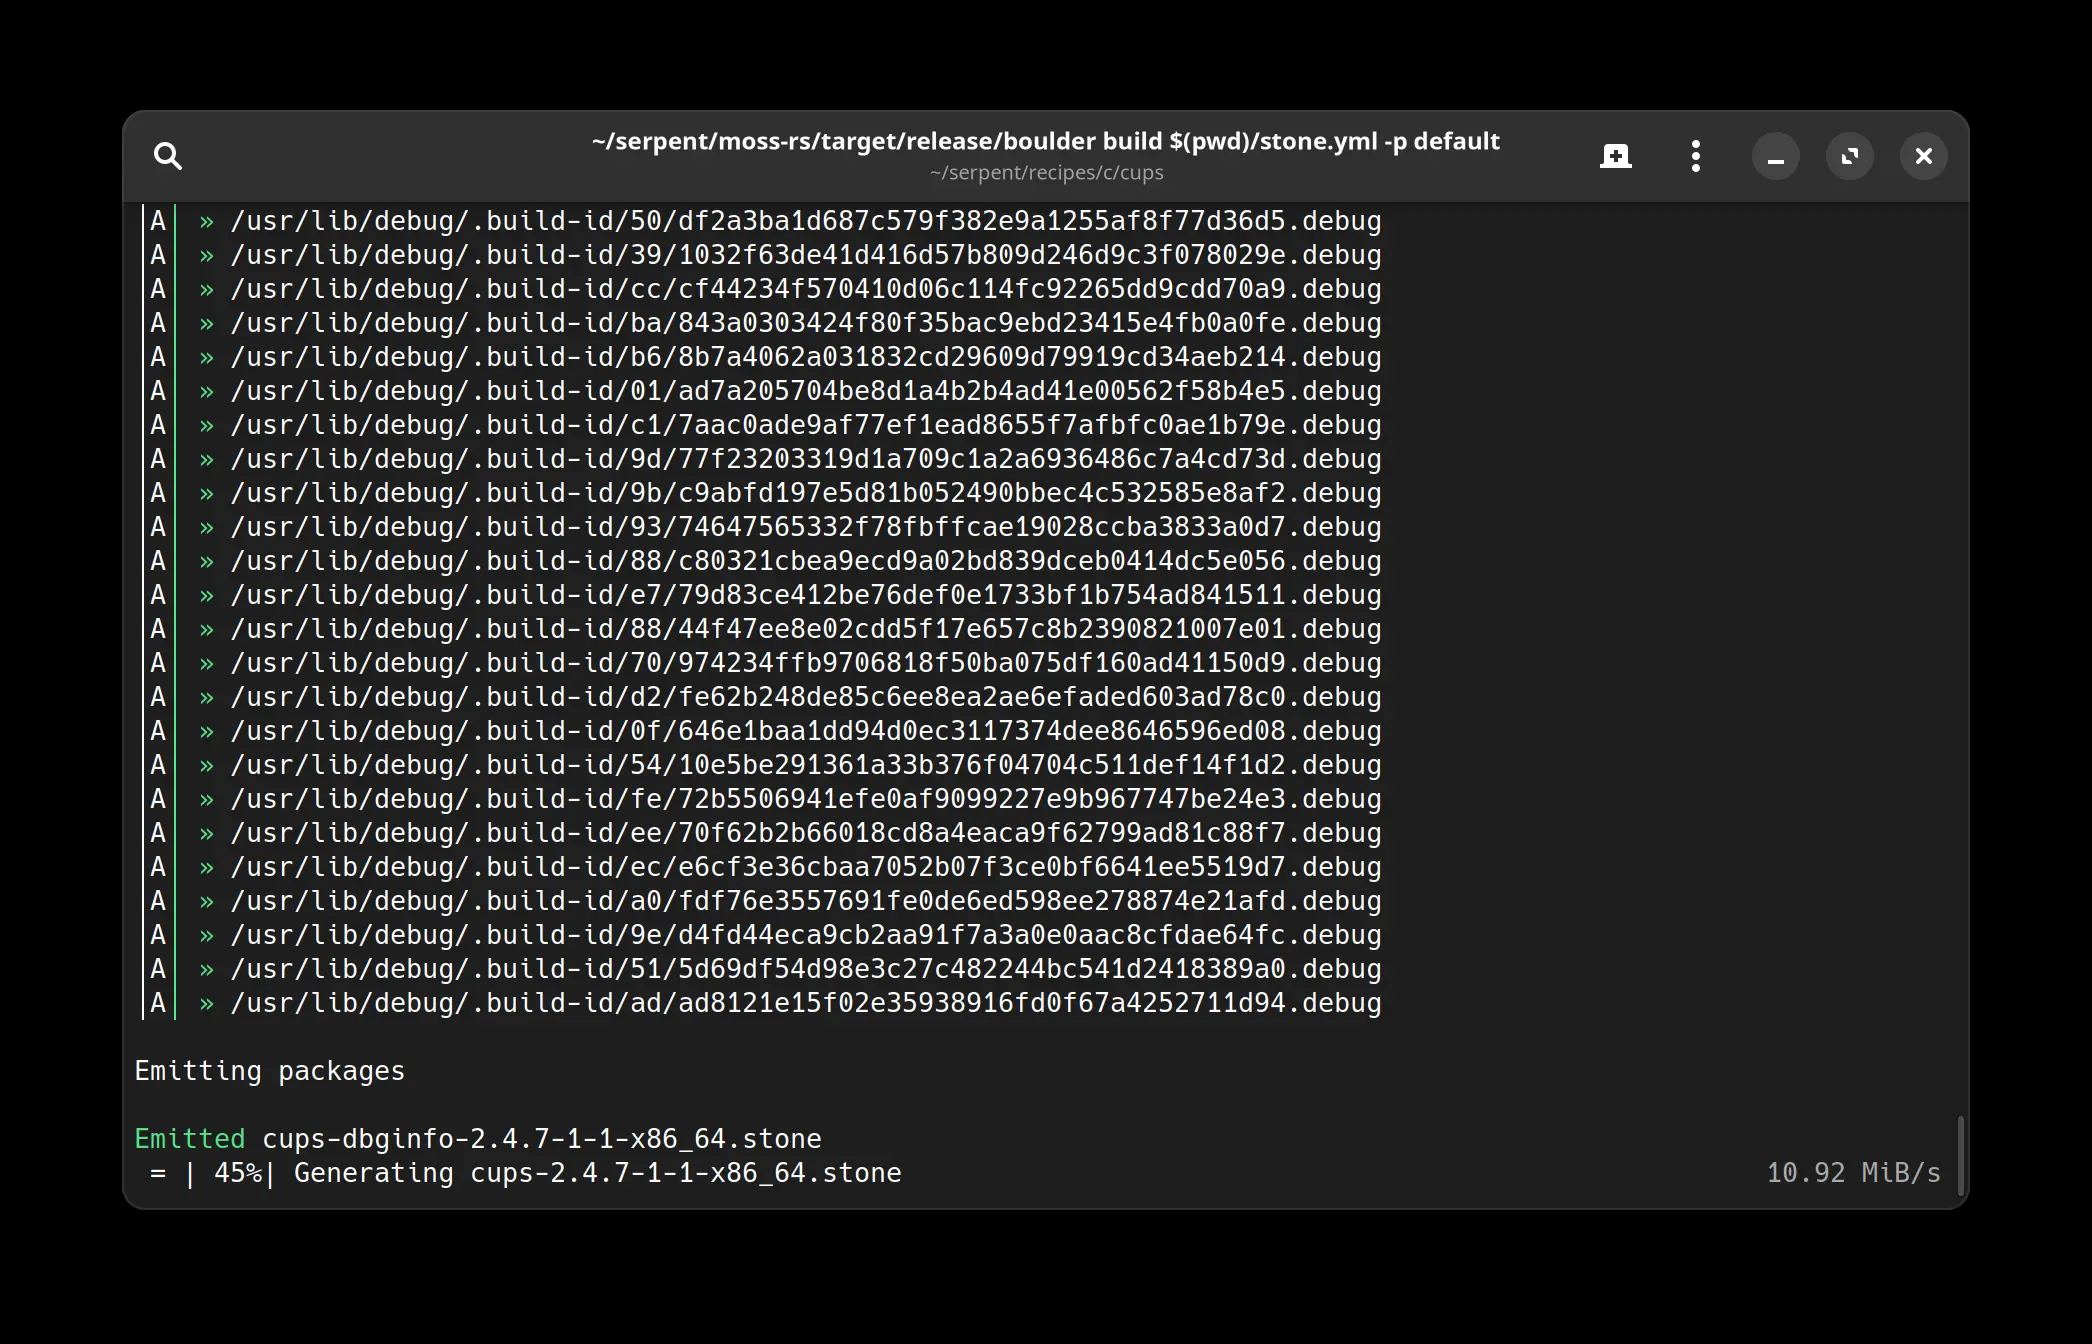 ~/serpent/moss-rs/target/release/boulder build $(pwd)/stone.yml -p default
~/serpent/recipes/c/cups
A » /usr/lib/debug/.build-id/50/df2a3ba1d687c579f382e9a1255af8f77d36d5.debug
A » /usr/lib/debug/.build-id/39/1032f63de41d416d57b809d246d9c3f078029e.debug
A » /usr/lib/debug/.build-id/cc/cf44234f570410d06c114fc92265dd9cdd70a9.debug
A » /usr/lib/debug/.build-id/ba/843a0303424f80f35bac9ebd23415e4fb0a0fe.debug
A » /usr/lib/debug/.build-id/b6/8b7a4062a031832cd29609d79919cd34aeb214.debug
A » /usr/lib/debug/.build-id/01/ad7a205704be8d1a4b2b4ad41e00562f58b4e5.debug
A » /usr/lib/debug/.build-id/c1/7aac0ade9af77ef1ead8655f7afbfc0ae1b79e.debug
A » /usr/lib/debug/.build-id/9d/77f23203319d1a709c1a2a6936486c7a4cd73d.debug
A » /usr/lib/debug/.build-id/9b/c9abfd197e5d81b052490bbec4c532585e8af2.debug
A » /usr/lib/debug/.build-id/93/74647565332f78fbffcae19028ccba3833a0d7.debug
A » /usr/lib/debug/.build-id/88/c80321cbea9ecd9a02bd839dceb0414dc5e056.debug
A » /usr/lib/debug/.build-id/e7/79d83ce412be76def0e1733bf1b754ad841511.debug
A » /usr/lib/debug/.build-id/88/44f47ee8e02cdd5f17e657c8b2390821007e01.debug
A » /usr/lib/debug/.build-id/70/974234ffb9706818f50ba075df160ad41150d9.debug
A » /usr/lib/debug/.build-id/d2/fe62b248de85c6ee8ea2ae6efaded603ad78c0.debug
A » /usr/lib/debug/.build-id/0f/646e1baa1dd94d0ec3117374dee8646596ed08.debug
A » /usr/lib/debug/.build-id/54/10e5be291361a33b376f04704c511def14f1d2.debug
A » /usr/lib/debug/.build-id/fe/72b5506941efe0af9099227e9b967747be24e3.debug
A » /usr/lib/debug/.build-id/ee/70f62b2b66018cd8a4eaca9f62799ad81c88f7.debug
A » /usr/lib/debug/.build-id/ec/e6cf3e36cbaa7052b07f3ce0bf6641ee5519d7.debug
A » /usr/lib/debug/.build-id/a0/fdf76e3557691fe0de6ed598ee278874e21afd.debug
A » /usr/lib/debug/.build-id/9e/d4fd44eca9cb2aa91f7a3a0e0aac8cfdae64fc.debug
A » /usr/lib/debug/.build-id/51/5d69df54d98e3c27c482244bc541d2418389a0.debug
A » /usr/lib/debug/.build-id/ad/ad8121e15f02e35938916fd0f67a4252711d94.debug
Emitting packages
Emitted cups-dbginfo-2.4.7-1-1-x86_64.stone
= | 45%| Generating cups-2.4.7-1-1-x86_64.stone 10.92 MiB/s